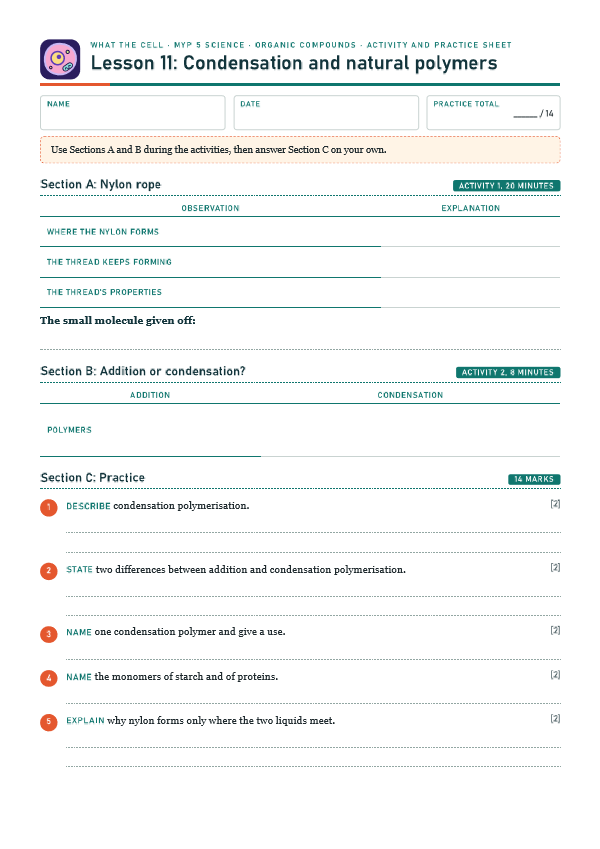 WHAT THE CELL · MYP 5 SCIENCE · ORGANIC COMPOUNDS · ACTIVITY AND PRACTICE SHEET
Lesson 11: Condensation and natural polymers
NAME
DATE
PRACTICE TOTAL
_____ / 14
Use Sections A and B during the activities, then answer Section C on your own.
Section A: Nylon rope
ACTIVITY 1, 20 MINUTES
OBSERVATION EXPLANATION
WHERE THE NYLON FORMS
THE THREAD KEEPS FORMING
THE THREAD'S PROPERTIES
The small molecule given off:
Section B: Addition or condensation?
ACTIVITY 2, 8 MINUTES
ADDITION CONDENSATION
POLYMERS
Section C: Practice
14 MARKS
1 DESCRIBE condensation polymerisation. [2]
2 STATE two differences between addition and condensation polymerisation. [2]
3 NAME one condensation polymer and give a use. [2]
4 NAME the monomers of starch and of proteins. [2]
5 EXPLAIN why nylon forms only where the two liquids meet. [2]